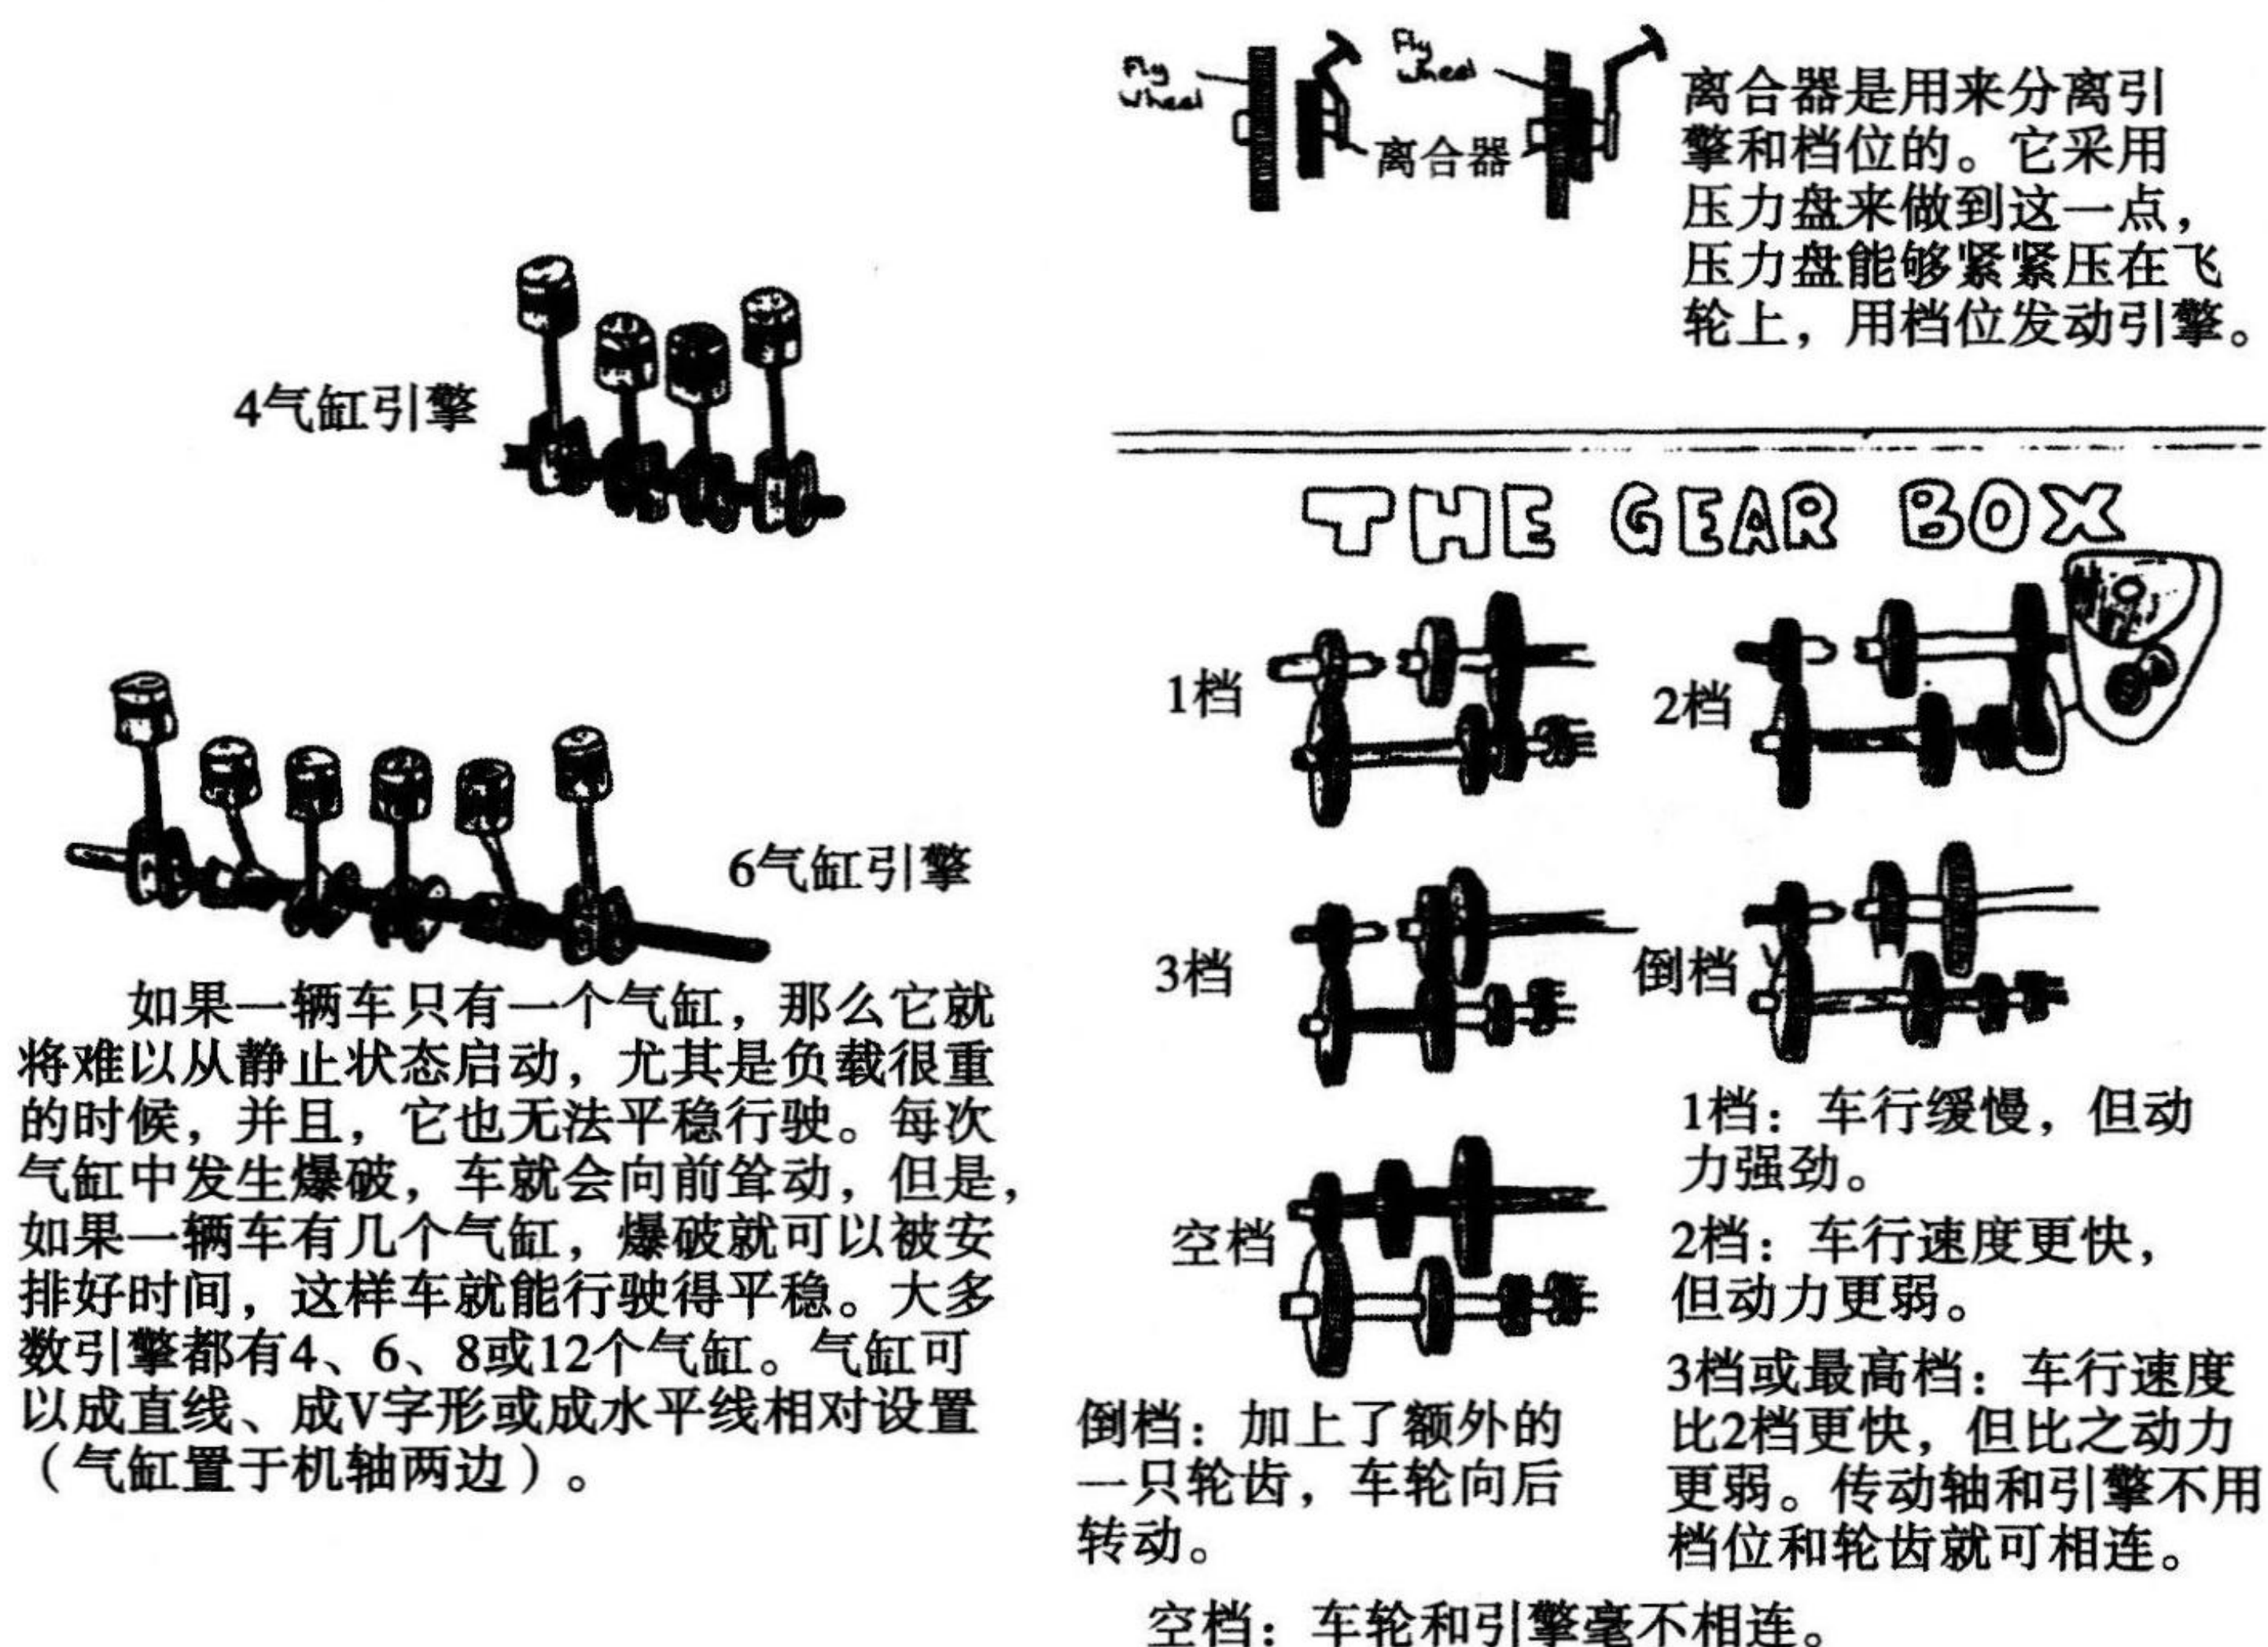 4气缸引擎
6气缸引擎
如果一辆车只有一个气缸，那么它就
将难以从静止状态启动，尤其是负载很重
的时候，并且，它也无法平稳行驶。每次
气缸中发生爆破，车就会向前耸动，但是，
如果一辆车有几个气缸，爆破就可以被安
排好时间，这样车就能行驶得平稳。大多
数引擎都有4、6、8或12个气缸。气缸可
以成直线、成V字形或成水平线相对设置
（气缸置于机轴两边）。
Fly
Wheel
Fly
Wheel
离合器
离合器是用来分离引
擎和档位的。它采用
压力盘来做到这一点，
压力盘能够紧紧压在飞
轮上，用档位发动引擎。
THE GEAR BOX
1档
2档
3档
倒档
空档
1档：车行缓慢，但动
力强劲。
2档：车行速度更快，
但动力更弱。
3档或最高档：车行速度
比2档更快，但比之动力
更弱。传动轴和引擎不用
档位和轮齿就可相连。
倒档：加上了额外的
一只轮齿，车轮向后
转动。
空档：车轮和引擎毫不相连。